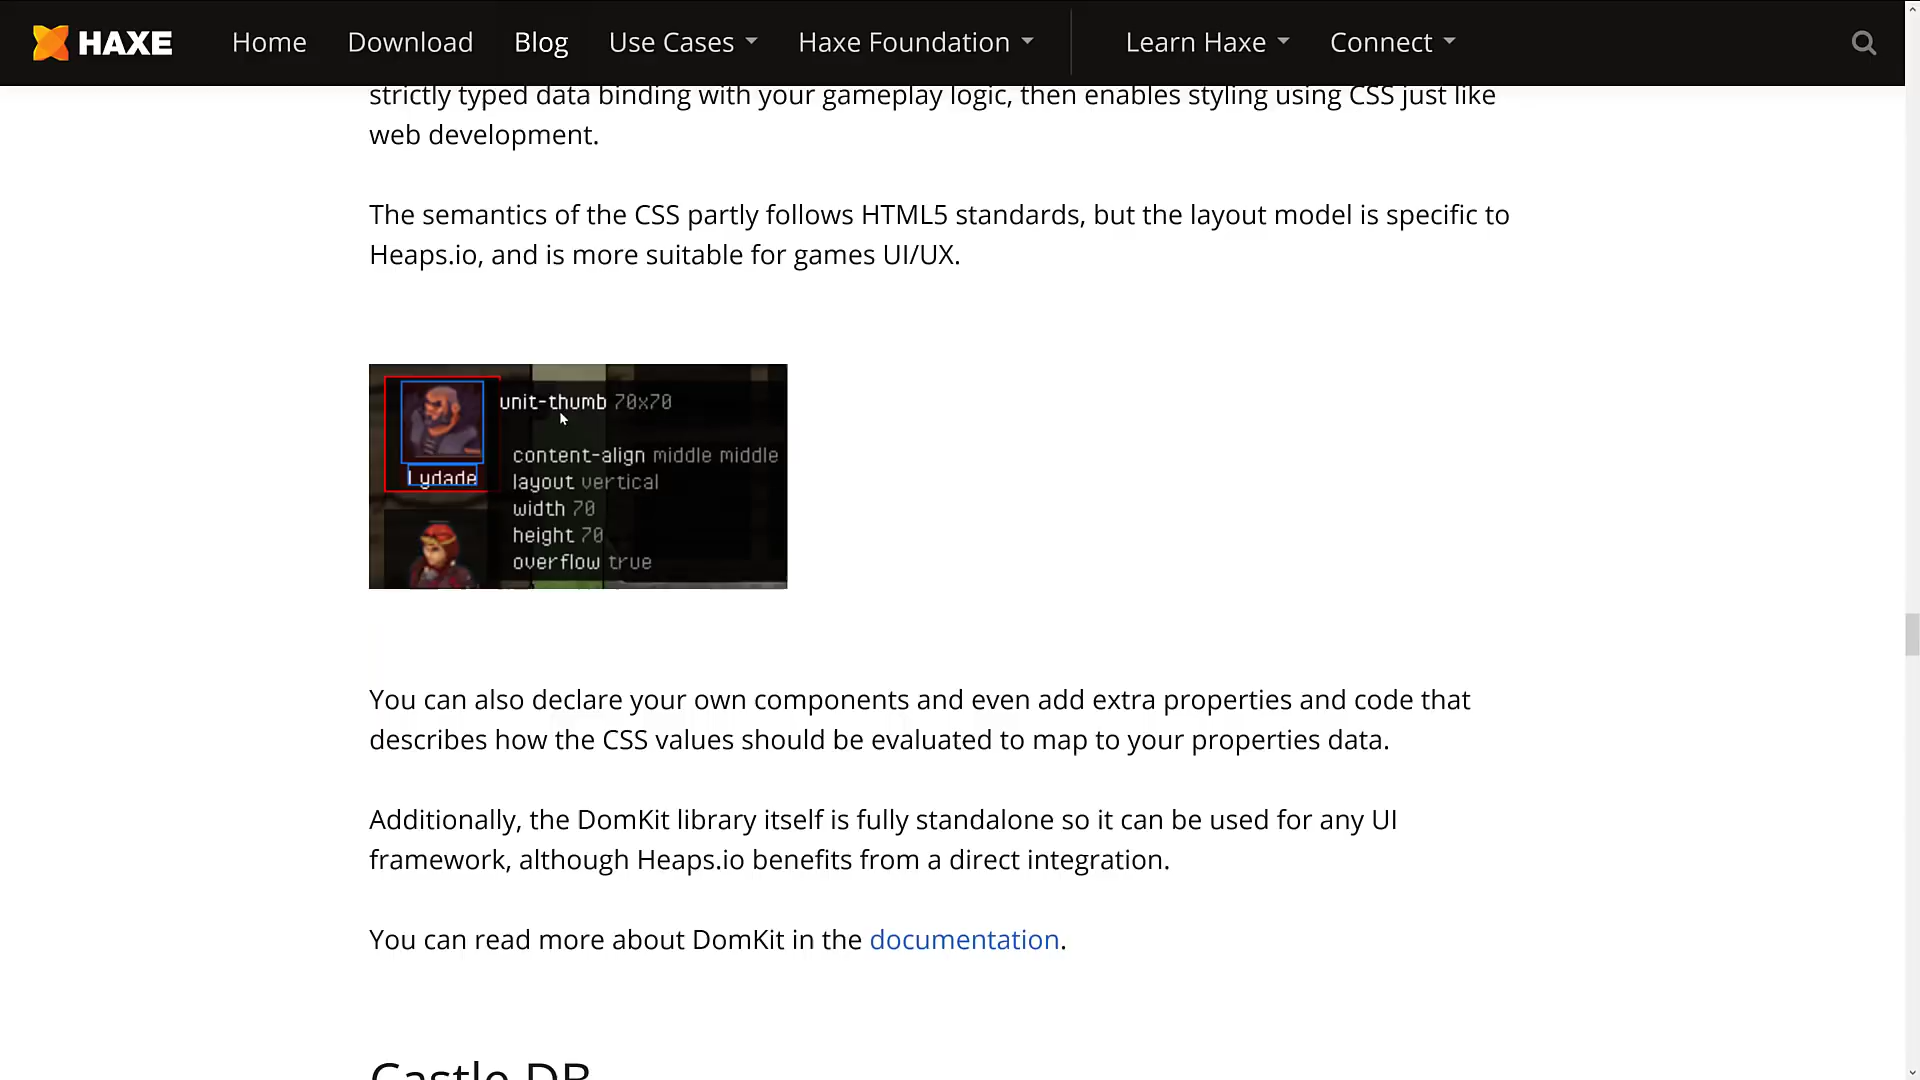 HAXE Home Download Blog Use Cases Haxe Foundation Learn Haxe Connect
strictly typed data binding with your gameplay logic, then enables styling using CSS just like
web development.
The semantics of the CSS partly follows HTML5 standards, but the layout model is specific to
Heaps.io, and is more suitable for games UI/UX.
unit-thumb 70x70
content-align middle middle
Lydade
layout vertical
width 70
height 70
overflow true
You can also declare your own components and even add extra properties and code that
describes how the CSS values should be evaluated to map to your properties data.
Additionally, the DomKit library itself is fully standalone so it can be used for any UI
framework, although Heaps.io benefits from a direct integration.
You can read more about DomKit in the documentation.
Castle DB